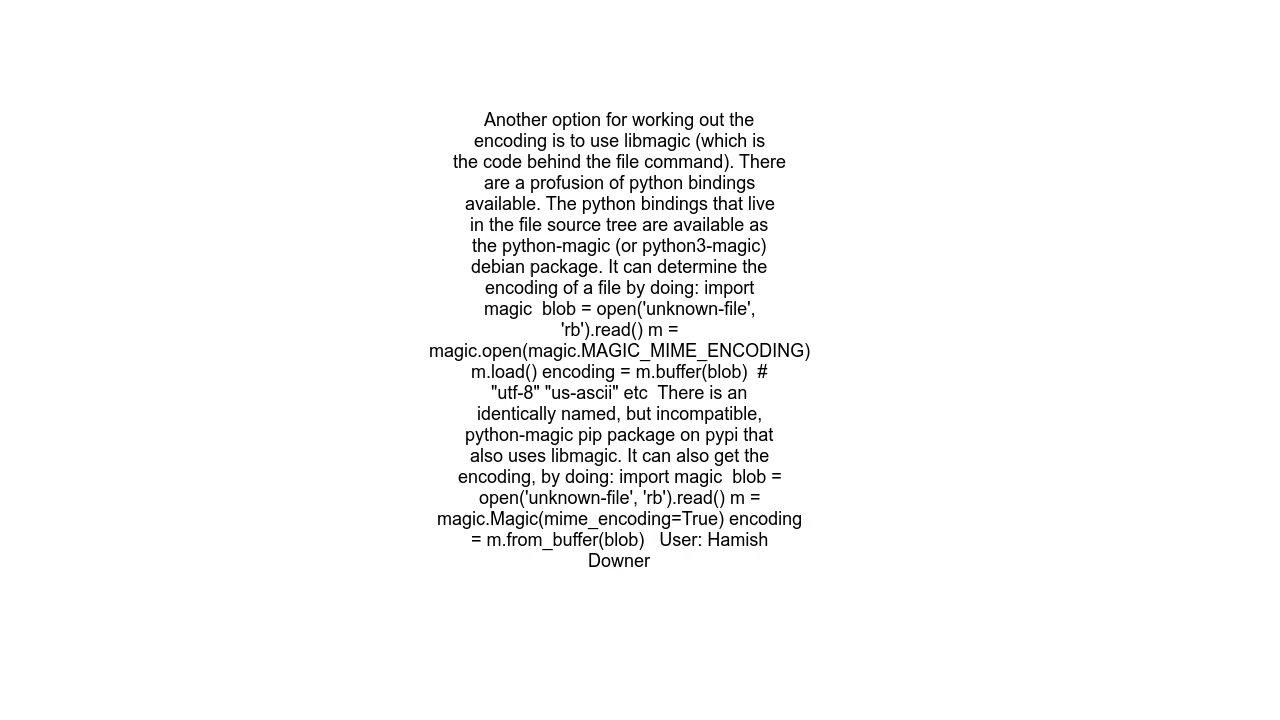 Another option for working out the
encoding is to use libmagic (which is
the code behind the file command). There
are a profusion of python bindings
available. The python bindings that live
in the file source tree are available as
the python-magic (or python3-magic)
debian package. It can determine the
encoding of a file by doing: import
magic  blob = open('unknown-file',
'rb').read() m =
magic.open(magic.MAGIC_MIME_ENCODING)
m.load() encoding = m.buffer(blob)  #
"utf-8" "us-ascii" etc  There is an
identically named, but incompatible,
python-magic pip package on pypi that
also uses libmagic. It can also get the
encoding, by doing: import magic  blob =
open('unknown-file', 'rb').read() m =
magic.Magic(mime_encoding=True) encoding
= m.from_buffer(blob)   User: Hamish
Downer